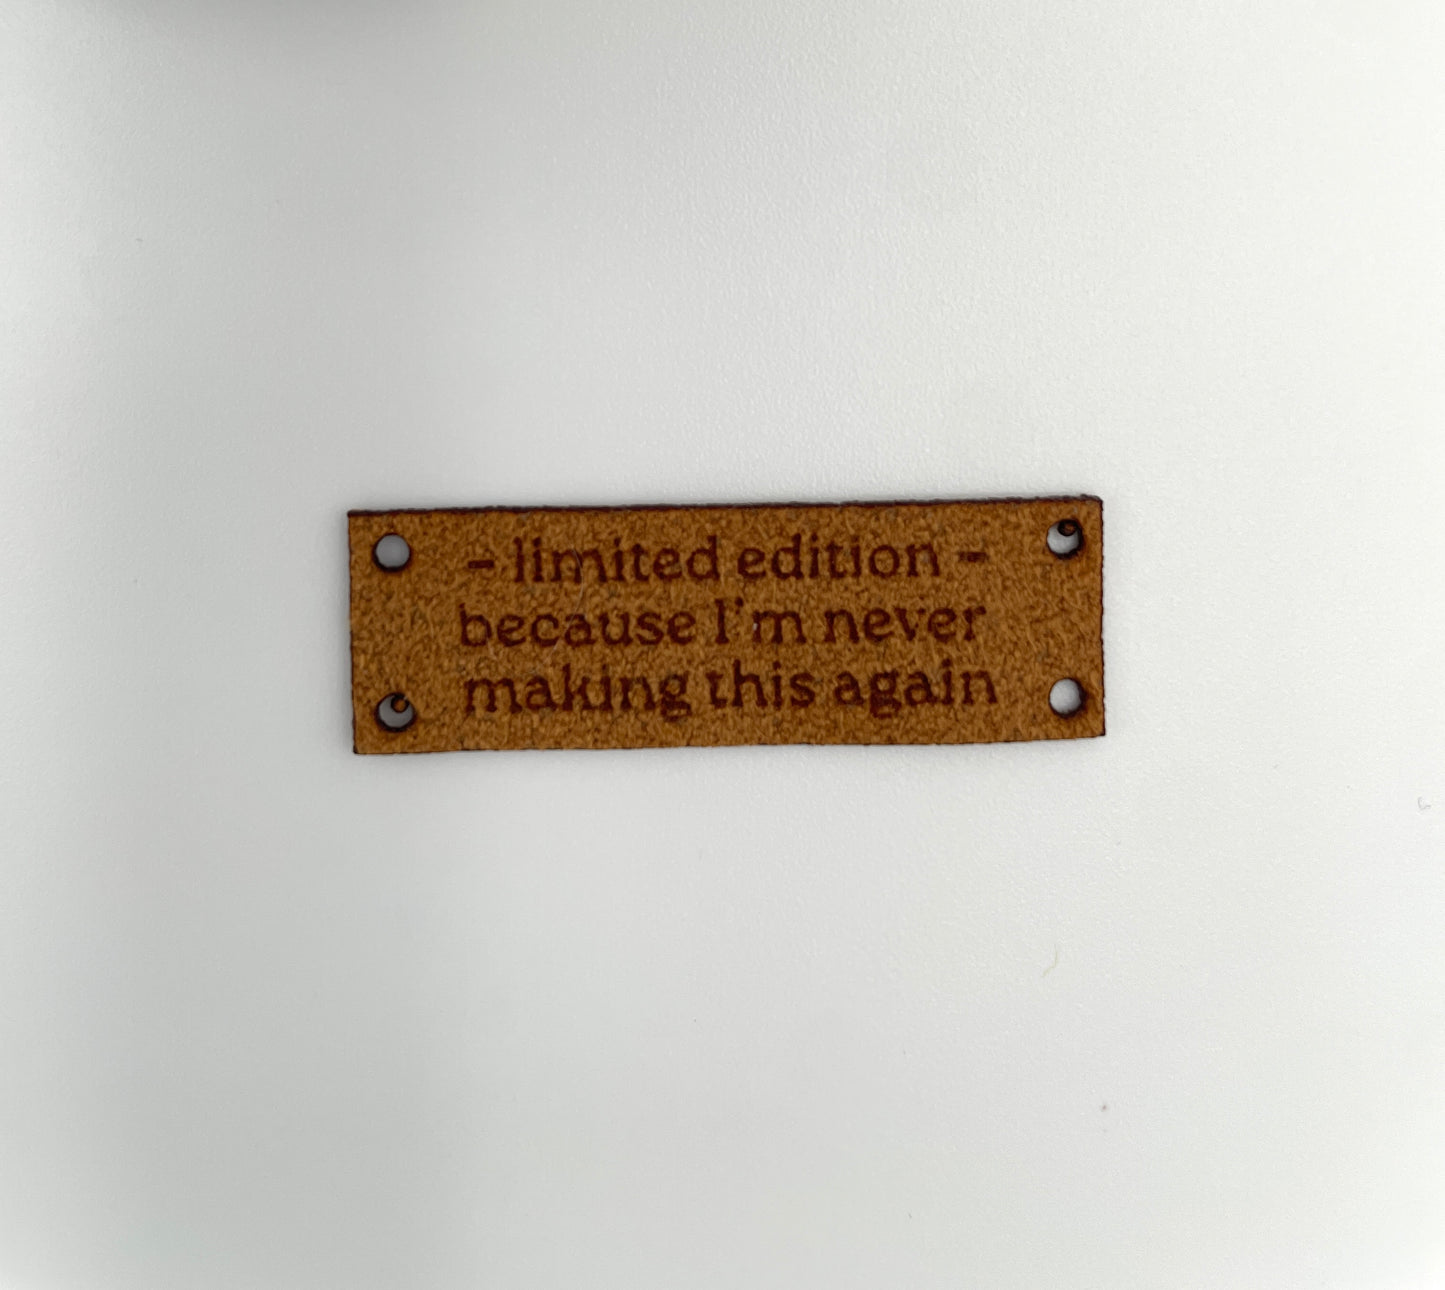 - limited edition -
because I'm never
making this again